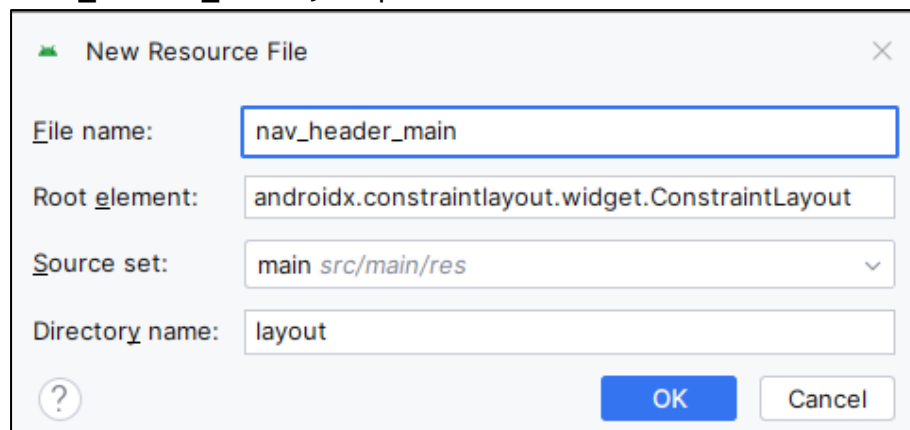 New Resource File
File name: nav_header_main
Root element: androidx.constraintlayout.widget.ConstraintLayout
Source set: main src/main/res
Directory name: layout
? OK Cancel